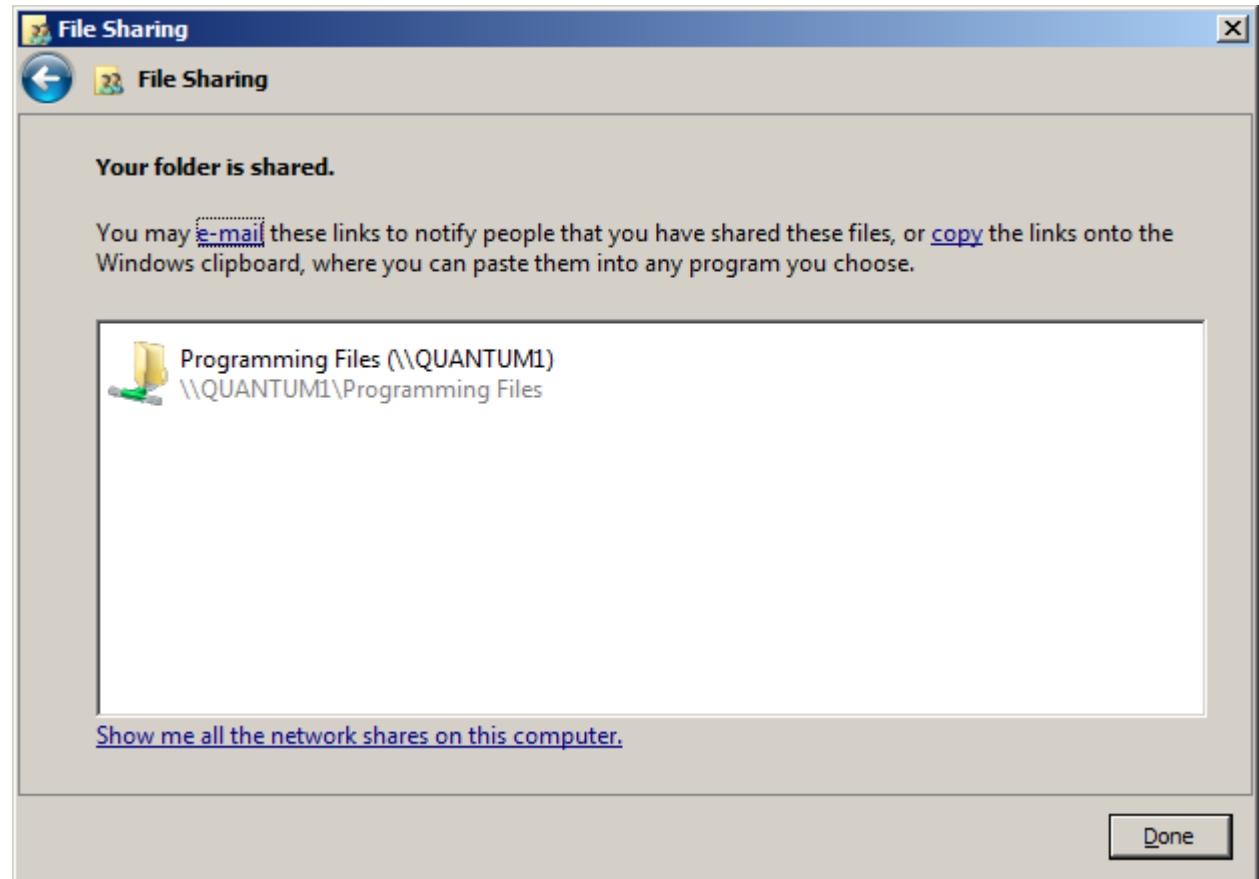 File Sharing
File Sharing
Your folder is shared.
You may e-mail these links to notify people that you have shared these files, or copy the links onto the
Windows clipboard, where you can paste them into any program you choose.
Programming Files (\\QUANTUM1)
\\QUANTUM1\Programming Files
Show me all the network shares on this computer.
Done